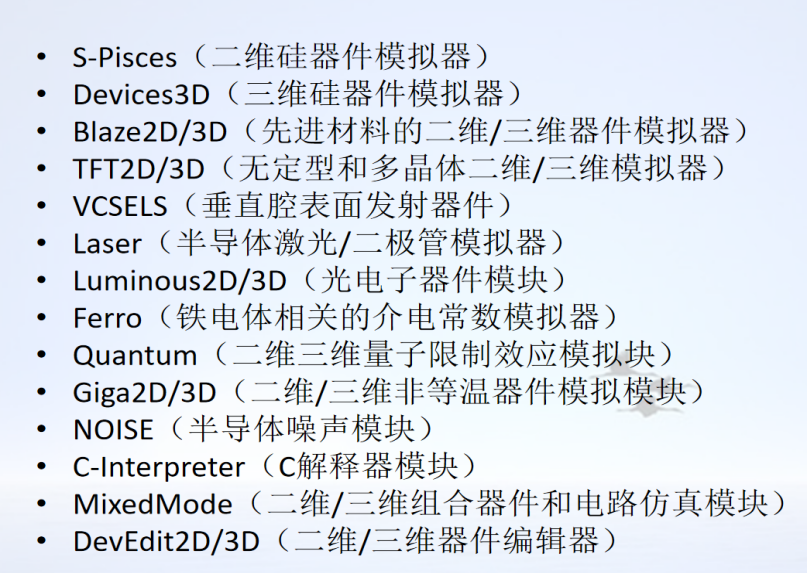 • S-Pisces（二维硅器件模拟器）
• Devices3D（三维硅器件模拟器）
• Blaze2D/3D（先进材料的二维/三维器件模拟器）
• TFT2D/3D（无定型和多晶体二维/三维模拟器）
• VCSELS（垂直腔表面发射器件）
• Laser（半导体激光/二极管模拟器）
• Luminous2D/3D（光电子器件模块）
• Ferro（铁电体相关的介电常数模拟器）
• Quantum（二维三维量子限制效应模拟块）
• Giga2D/3D（二维/三维非等温器件模拟模块）
• NOISE（半导体噪声模块）
• C-Interpreter（C解释器模块）
• MixedMode（二维/三维组合器件和电路仿真模块）
• DevEdit2D/3D（二维/三维器件编辑器）